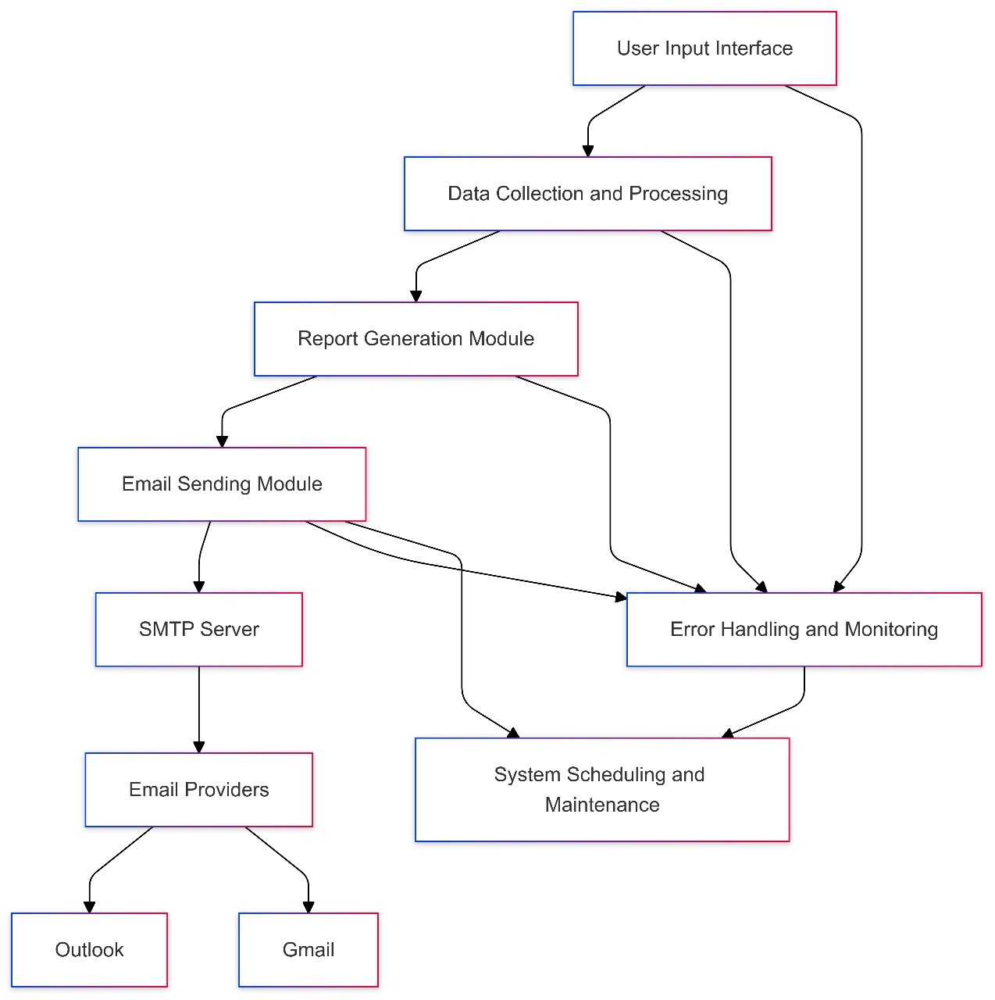 User Input Interface
Data Collection and Processing
Report Generation Module
Email Sending Module
SMTP Server
Error Handling and Monitoring
Email Providers
System Scheduling and
Maintenance
Outlook
Gmail